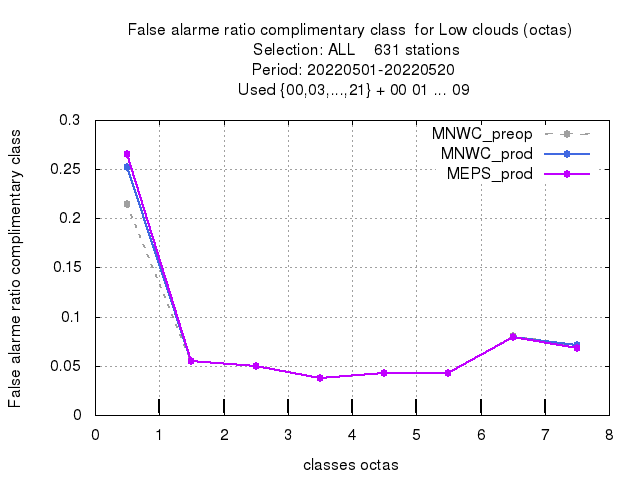 False alarme ratio complimentary class  for Low clouds (octas)
Selection: ALL    631 stations
Period: 20220501-20220520
Used {00,03,...,21} + 00 01 ... 09
MNWC_preop
MNWC_prod
MEPS_prod
False alarme ratio complimentary class
0.3
0.25
0.2
0.15
0.1
0.05
0
0 1 2 3 4 5 6 7 8
classes octas